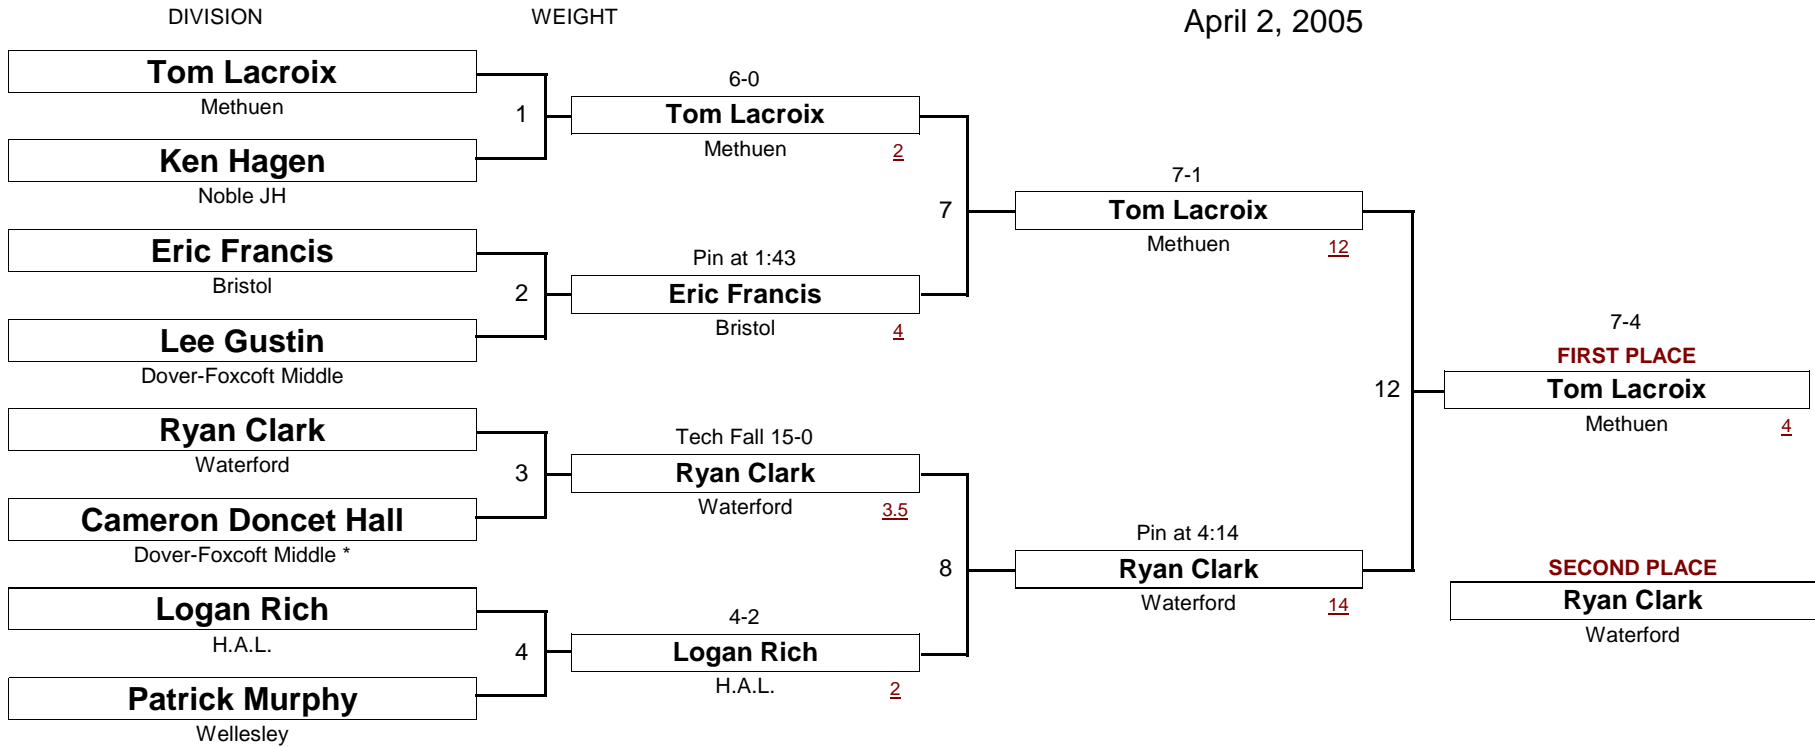 DIVISION WEIGHT April 2, 2005
Tom Lacroix
Methuen
1
Ken Hagen
Noble JH
Eric Francis
Bristol
2
Lee Gustin
Dover-Foxcoft Middle
Ryan Clark
Waterford
3
Cameron Doncet Hall
Dover-Foxcoft Middle *
Logan Rich
H.A.L.
4
Patrick Murphy
Wellesley
6-0
Tom Lacroix
Methuen 2
7
Pin at 1:43
Eric Francis
Bristol 4
Tech Fall 15-0
Ryan Clark
Waterford 3.5
8
4-2
Logan Rich
H.A.L. 2
7-1
Tom Lacroix
Methuen 12
12
Pin at 4:14
Ryan Clark
Waterford 14
7-4
FIRST PLACE
Tom Lacroix
Methuen 4
SECOND PLACE
Ryan Clark
Waterford